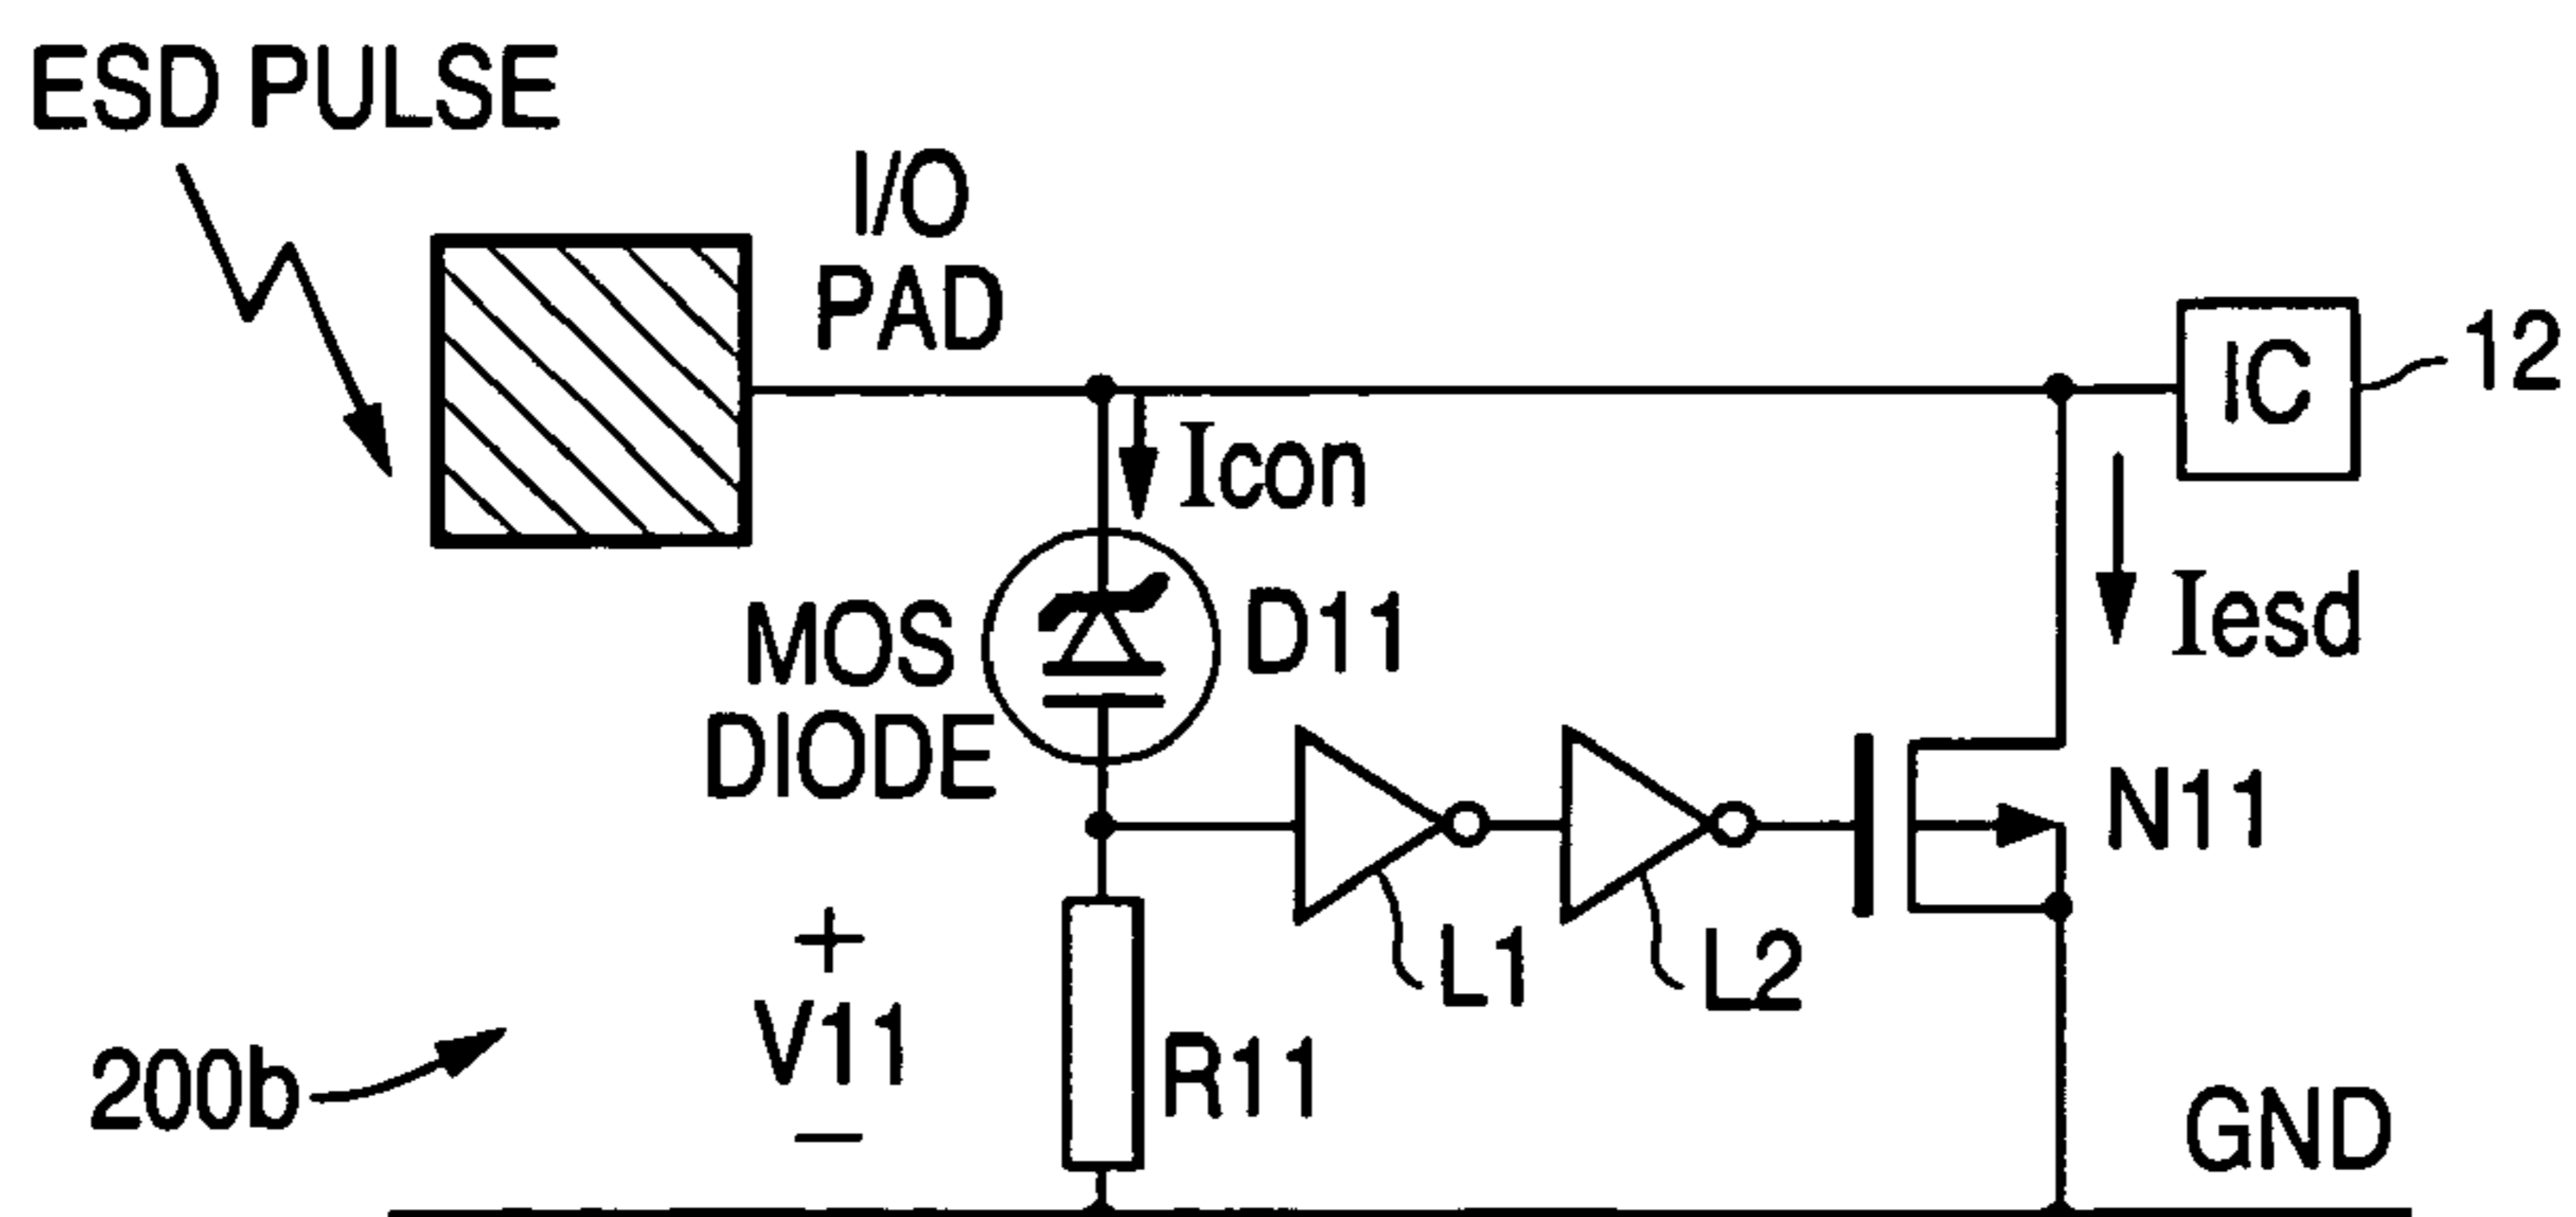 ESD PULSE
I/O
PAD
IC
12
Icon
Iesd
MOS
DIODE
D11
N11
L1
L2
+
V11
−
R11
200b
GND